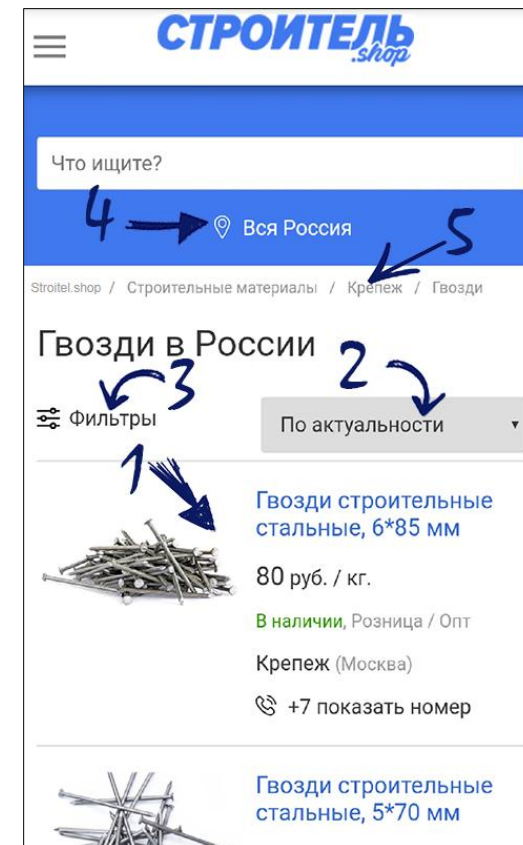 СТРОИТЕЛЬ
.shop
Что ищите?
4
Вся Россия
5
Stroitel.shop / Строительные материалы / Крепеж / Гвозди
Гвозди в России
3
2
Фильтры
По актуальности
1
Гвозди строительные
стальные, 6*85 мм
80 руб. / кг.
В наличии, Розница / Опт
Крепеж (Москва)
+7 показать номер
Гвозди строительные
стальные, 5*70 мм